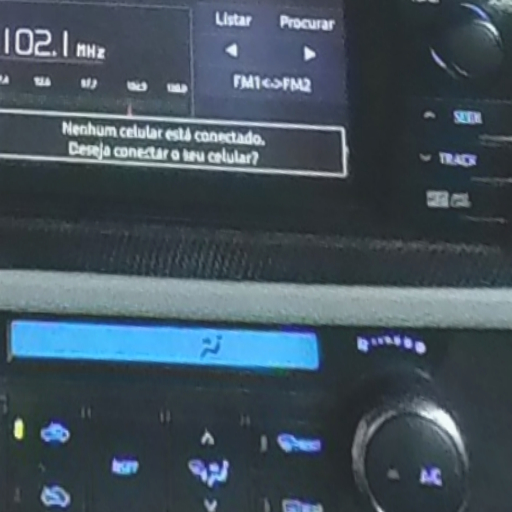 Listar Procurar
102.1 MHz
FM1<->FM2
Nenhum celular está conectado.
Deseja conectar o seu celular?
SEEK
TRACK
A/C